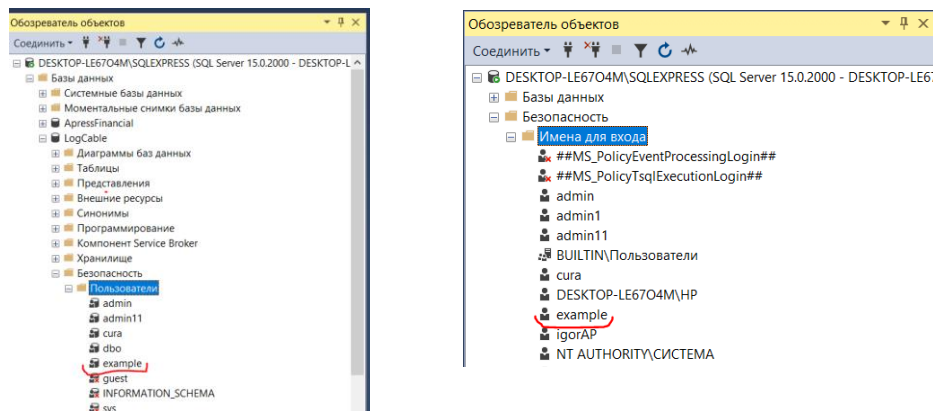 Обозреватель объектов
Соединить
DESKTOP-LE67O4M\SQLEXPRESS (SQL Server 15.0.2000 - DESKTOP-L
Базы данных
Системные базы данных
Моментальные снимки базы данных
ApressFinancial
LogCable
Диаграммы баз данных
Таблицы
Представления
Внешние ресурсы
Синонимы
Программирование
Компонент Service Broker
Хранилище
Безопасность
Пользователи
admin
admin11
cura
dbo
example
guest
INFORMATION_SCHEMA
sys
Обозреватель объектов
Соединить
DESKTOP-LE67O4M\SQLEXPRESS (SQL Server 15.0.2000 - DESKTOP-LE67
Базы данных
Безопасность
Имена для входа
##MS_PolicyEventProcessingLogin##
##MS_PolicyTsqlExecutionLogin##
admin
admin1
admin11
BUILTIN\Пользователи
cura
DESKTOP-LE67O4M\HP
example
igorAP
NT AUTHORITY\СИСТЕМА